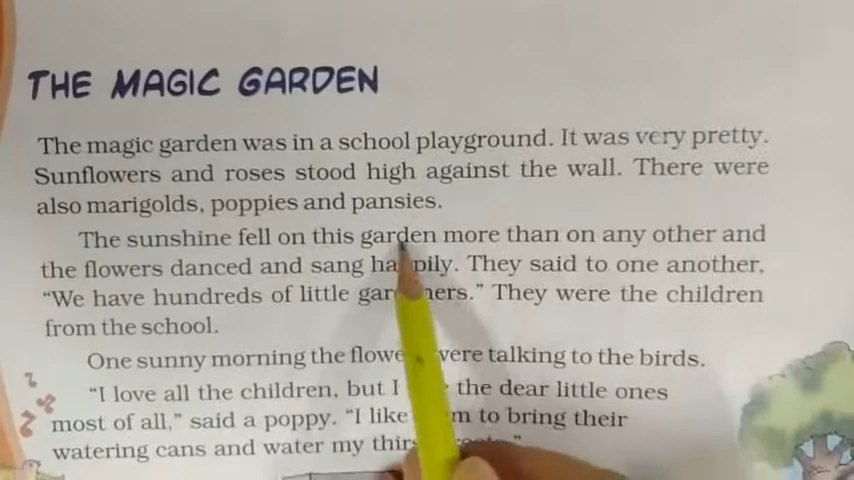 THE MAGIC GARDEN
The magic garden was in a school playground. It was very pretty.
Sunflowers and roses stood high against the wall. There were
also marigolds, poppies and pansies.
The sunshine fell on this garden more than on any other and
the flowers danced and sang happily. They said to one another,
"We have hundreds of little gardeners." They were the children
from the school.
One sunny morning the flowers were talking to the birds.
"I love all the children, but I the dear little ones
most of all," said a poppy. "I like them to bring their
watering cans and water my thirsty roots."